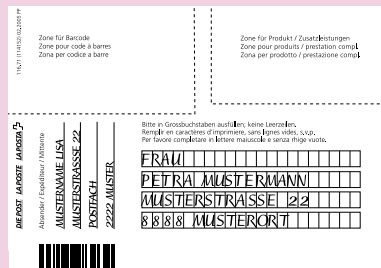 116.71 (114152) 02.2005 PF
Zone für Barcode
Zone pour code à barres
Zona per codice a barre
Zone für Produkt / Zusatzleistungen
Zone pour produits / prestation compl.
Zona per prodotto / prestazione compl.
DIE POST LA POSTE LA POSTA
Absender / Expéditeur / Mittente
MUSTERNAME LISA
MUSTERSTRASSSE 22
POSTFACH
2222 MUSTER
Bitte in Grossbuchstaben ausfüllen; keine Leerzeilen.
Remplir en caractères d'imprimerie, sans lignes vides, s.v.p.
Per favore completare in lettere maiuscole e senza rhige vuote.
FRAU
PETRA MUSTERMANN
MUSTERSTRASSE 22
8888 MUSTERORT